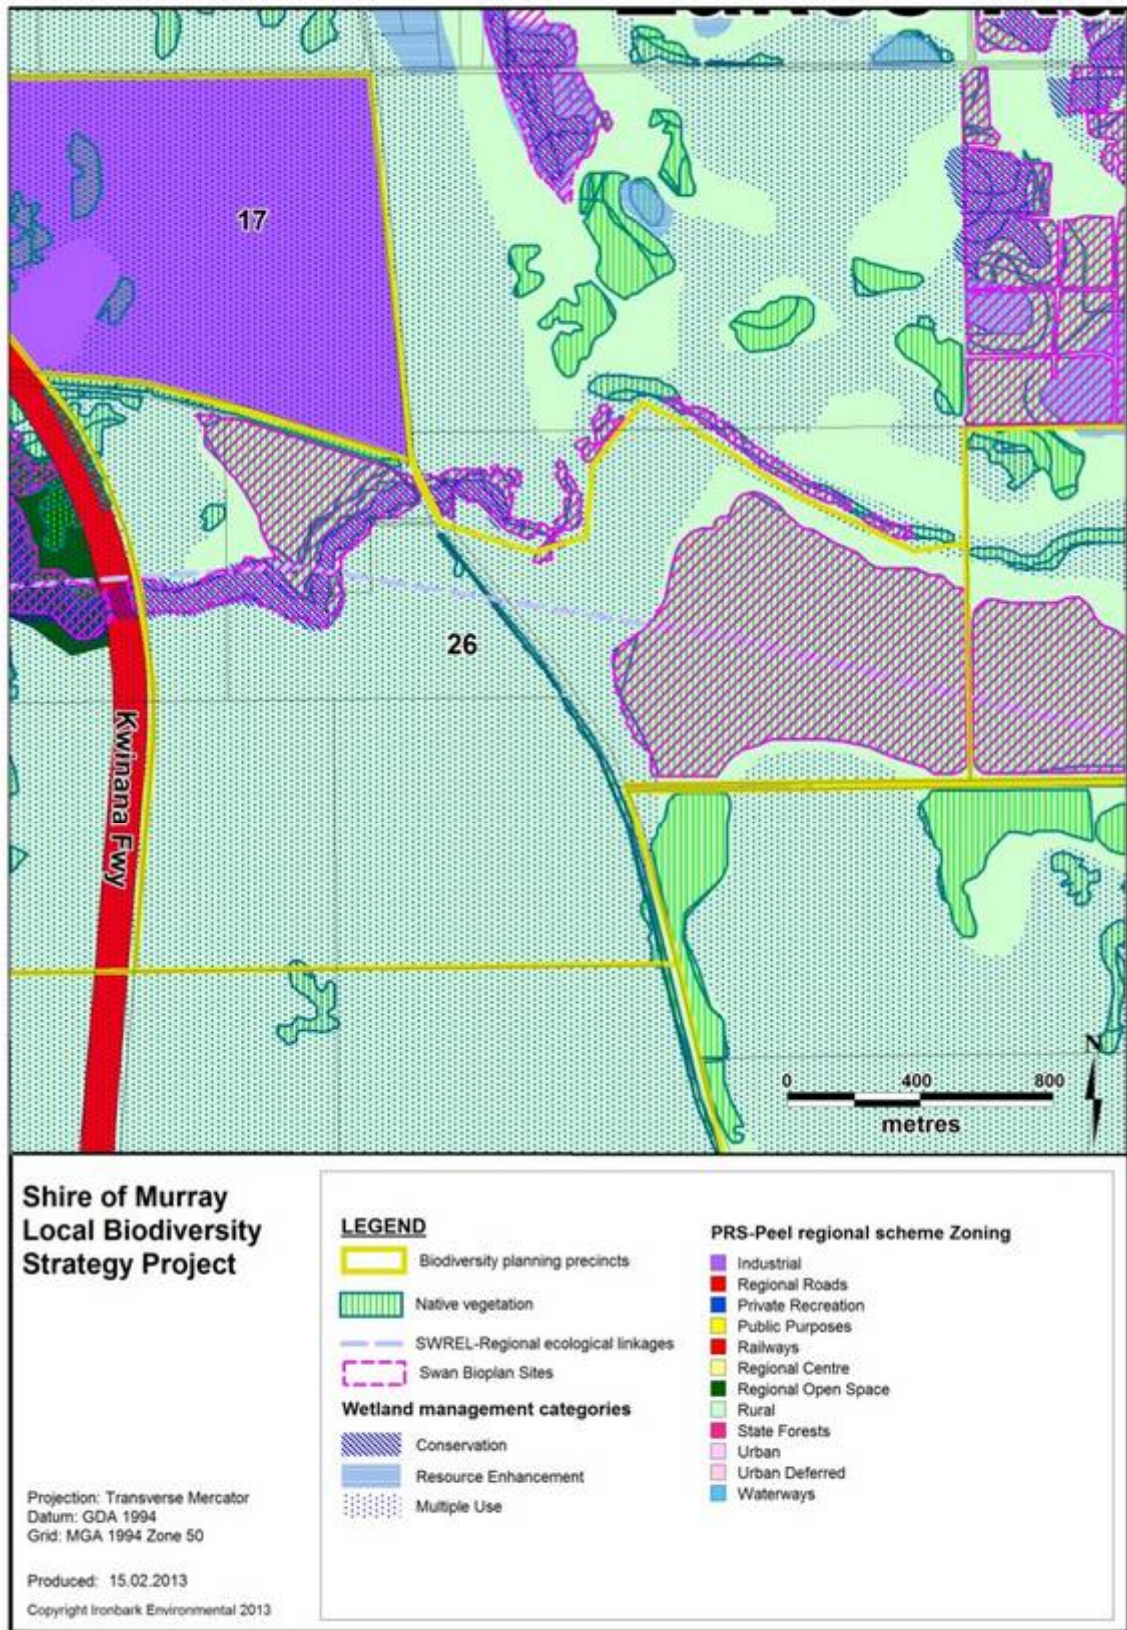 17
26
Kwinana Fwy
N
0 400 800
metres
Shire of Murray
Local Biodiversity
Strategy Project
Projection: Transverse Mercator
Datum: GDA 1994
Grid: MGA 1994 Zone 50
Produced: 15.02.2013
Copyright Ironbark Environmental 2013
LEGEND
Biodiversity planning precincts
Native vegetation
SWREL-Regional ecological linkages
Swan Bioplan Sites
Wetland management categories
Conservation
Resource Enhancement
Multiple Use
PRS-Peel regional scheme Zoning
Industrial
Regional Roads
Private Recreation
Public Purposes
Railways
Regional Centre
Regional Open Space
Rural
State Forests
Urban
Urban Deferred
Waterways